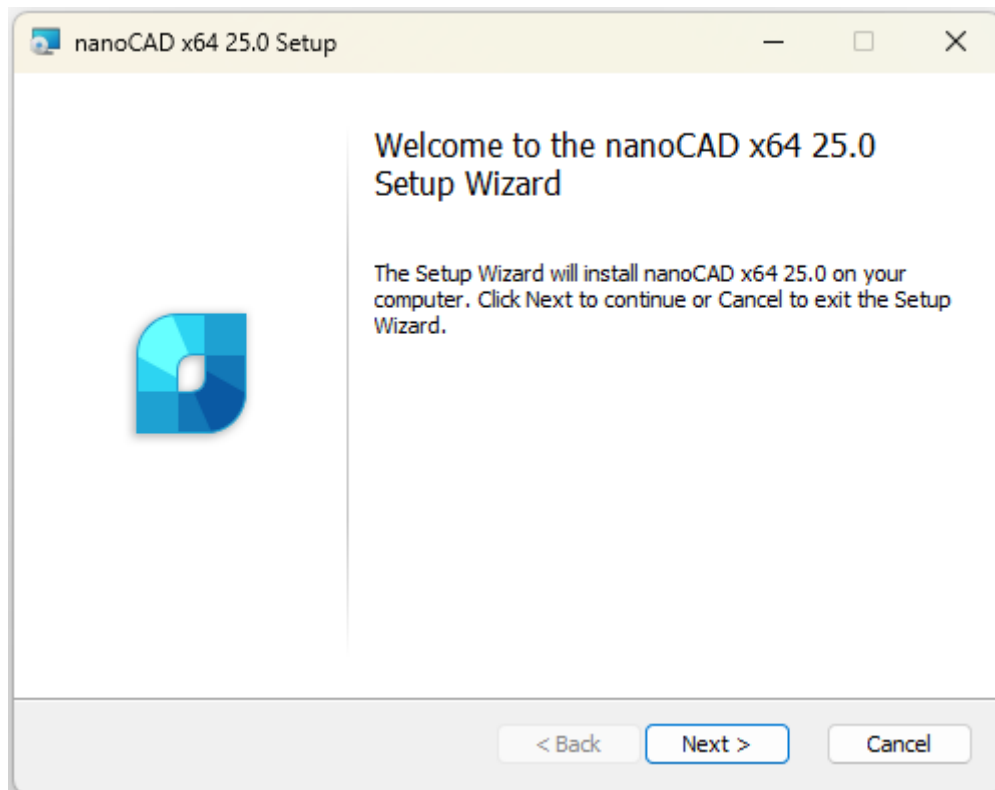 nanoCAD x64 25.0 Setup
Welcome to the nanoCAD x64 25.0
Setup Wizard
The Setup Wizard will install nanoCAD x64 25.0 on your
computer. Click Next to continue or Cancel to exit the Setup
Wizard.
< Back
Next >
Cancel